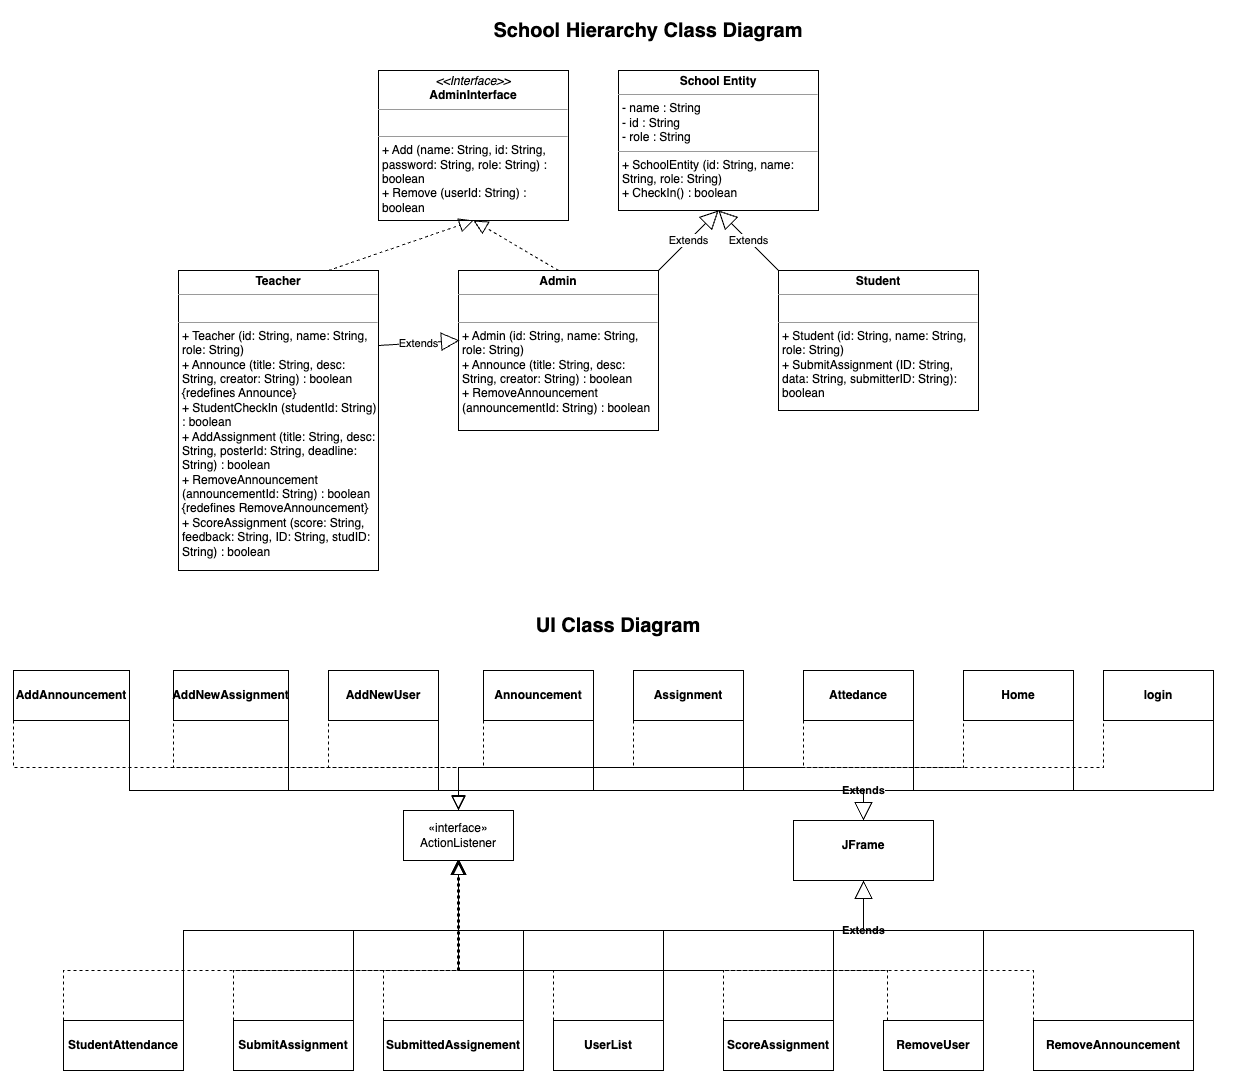 School Hierarchy Class Diagram
<<Interface>>
AdminInterface
+ Add (name: String, id: String,
password: String, role: String) :
boolean
+ Remove (userId: String) :
boolean
School Entity
- name : String
- id : String
- role : String
+ SchoolEntity (id: String, name:
String, role: String)
+ CheckIn() : boolean
Extends
Extends
Teacher
+ Teacher (id: String, name: String,
role: String)
+ Announce (title: String, desc:
String, creator: String) : boolean
{redefines Announce}
+ StudentCheckIn (studentId: String)
: boolean
+ AddAssignment (title: String, desc:
String, posterId: String, deadline:
String) : boolean
+ RemoveAnnouncement
(announcementId: String) : boolean
{redefines RemoveAnnouncement}
+ ScoreAssignment (score: String,
feedback: String, ID: String, studID:
String) : boolean
Extends
Admin
+ Admin (id: String, name: String,
role: String)
+ Announce (title: String, desc:
String, creator: String) : boolean
+ RemoveAnnouncement
(announcementId: String) : boolean
Student
+ Student (id: String, name: String,
role: String)
+ SubmitAssignment (ID: String,
data: String, submitterID: String):
boolean
UI Class Diagram
AddAnnouncement
AddNewAssignment
AddNewUser
Announcement
Assignment
Attedance
Home
login
Extends
«interface»
ActionListener
JFrame
Extends
StudentAttendance
SubmitAssignment
SubmittedAssignement
UserList
ScoreAssignment
RemoveUser
RemoveAnnouncement